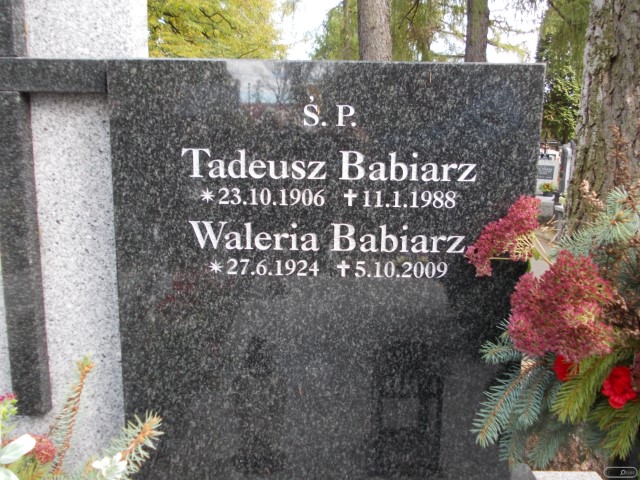 Ś. P.
Tadeusz Babiarz
✶ 23.10.1906 ✝ 11.1.1988
Waleria Babiarz
✶ 27.6.1924 ✝ 5.10.2009